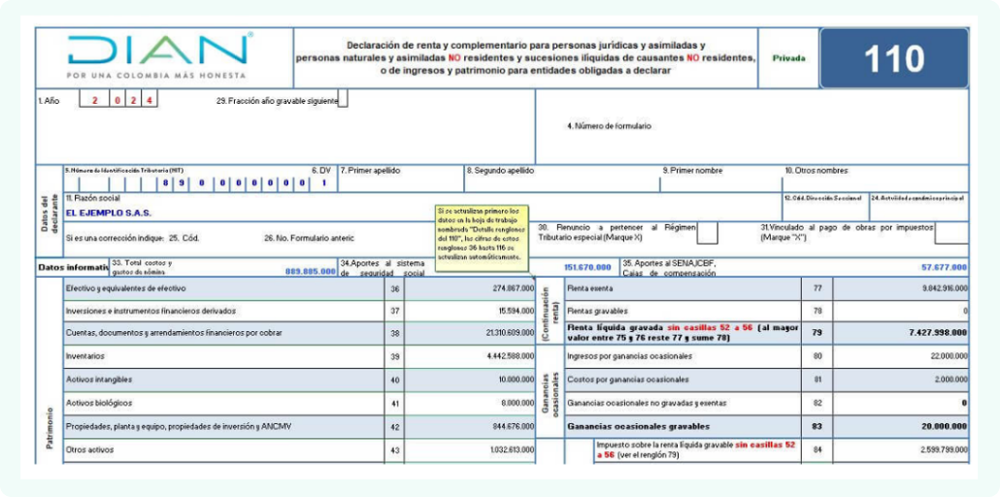 DIAN
POR UNA COLOMBIA MÁS HONESTA
Declaración de renta y complementario para personas jurídicas y asimiladas y
personas naturales y asimiladas NO residentes y sucesiones ilíquidas de causantes NO residentes,
o de ingresos y patrimonio para entidades obligadas a declarar
Privada
110
1. Año
2 0 2 4
29. Fracción año gravable siguiente
4. Número de formulario
Datos del declarante
5. Número de Identificación Tributaria (NIT)
8 9 0 0 0 0 0 0 0
6. DV
1
7. Primer apellido
8. Segundo apellido
9. Primer nombre
10. Otros nombres
11. Razón social
EL EJEMPLO S.A.S.
12. Cód. Dirección Seccional
24. Actividad económica principal
Si es una corrección indique: 25. Cód.
26. No. Formulario anteric
Si se actualizan primero los
datos en la hoja de trabajo
nombrada "Detalle renglones
del 110", las cifras de estos
renglones 36 hasta 116 se
actualizan automáticamente.
30. Renuncio a pertencer al Régimen
Tributario especial (Marque X)
31.Vinculado al pago de obras por impuestos
(Marque "X")
Datos informativ
33. Total costos y
gastos de nómina
889.885.000
34.Aportes al sistema
de seguridad social
151.670.000
35. Aportes al SENA,ICBF,
Cajas de compensación
57.677.000
Patrimonio
Efectivo y equivalentes de efectivo 36 274.867.000
Inversiones e instrumentos financieros derivados 37 15.594.000
Cuentas, documentos y arrendamientos financieros por cobrar 38 21.310.609.000
Inventarios 39 4.442.588.000
Activos intangibles 40 10.000.000
Activos biológicos 41 8.000.000
Propiedades, planta y equipo, propiedades de inversión y ANCMV 42 844.676.000
Otros activos 43 1.032.613.000
(Continuación renta)
Renta exenta 77 9.842.916.000
Rentas gravables 78 0
Renta líquida gravada sin casillas 52 a 56 (al mayor
valor entre 75 y 76 reste 77 y sume 78) 79 7.427.998.000
Ganancias ocasionales
Ingresos por ganancias ocasionales 80 22.000.000
Costos por ganancias ocasionales 81 2.000.000
Ganancias ocasionales no gravadas y exentas 82 0
Ganancias ocasionales gravables 83 20.000.000
Impuesto sobre la renta líquida gravable sin casillas 52
a 56 (ver el renglón 79) 84 2.599.799.000